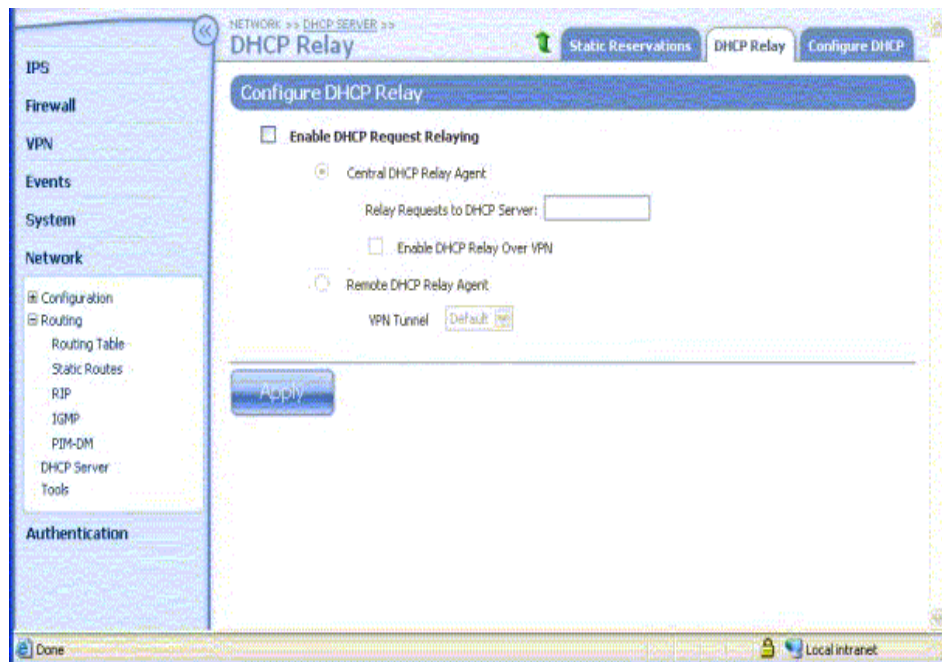 NETWORK >> DHCP SERVER >>
DHCP Relay
Static Reservations
DHCP Relay
Configure DHCP
IPS
Firewall
VPN
Events
System
Network
Configuration
Routing
Routing Table
Static Routes
RIP
IGMP
PIM-DM
DHCP Server
Tools
Authentication
Configure DHCP Relay
Enable DHCP Request Relaying
Central DHCP Relay Agent
Relay Requests to DHCP Server:
Enable DHCP Relay Over VPN
Remote DHCP Relay Agent
VPN Tunnel Default
Apply
Done
Local intranet